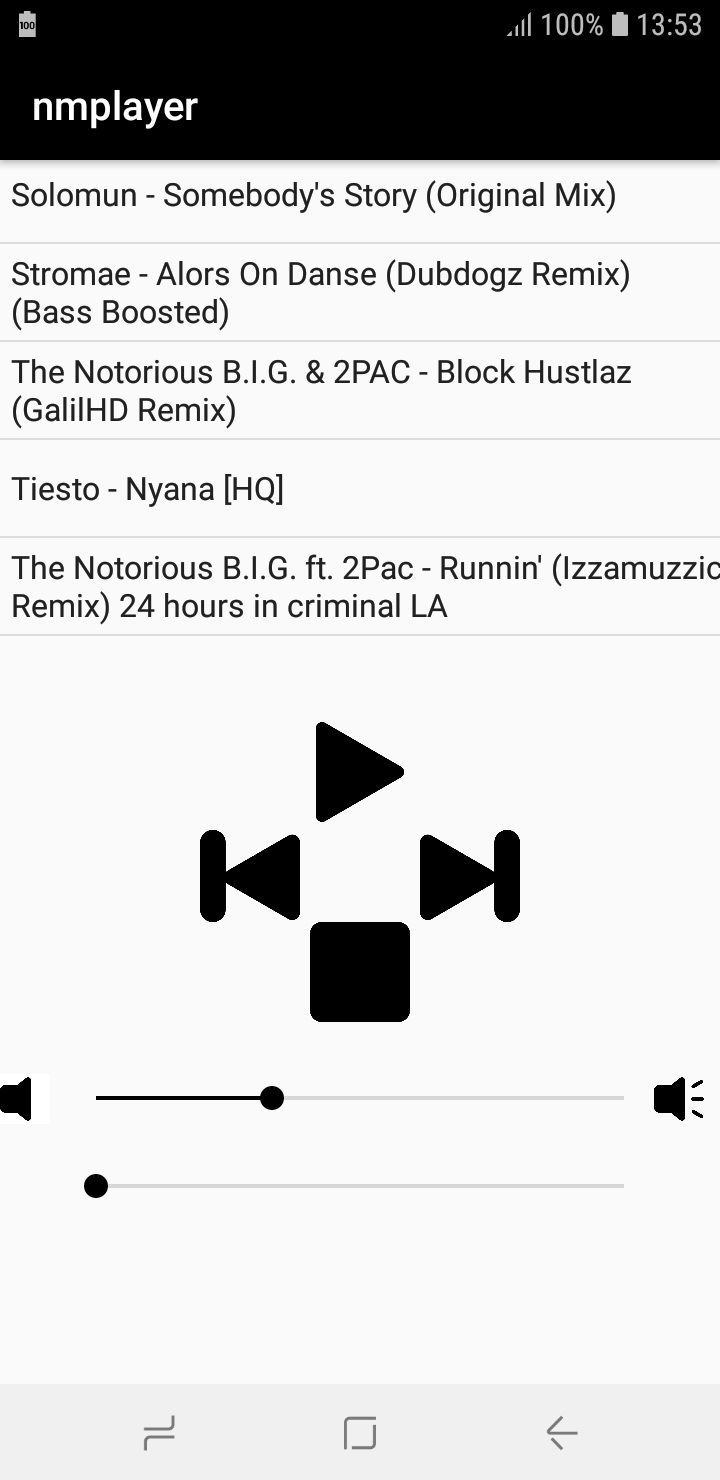 100
100% 13:53
nmplayer
Solomun - Somebody's Story (Original Mix)
Stromae - Alors On Danse (Dubdogz Remix)
(Bass Boosted)
The Notorious B.I.G. & 2PAC - Block Hustlaz
(GalilHD Remix)
Tiesto - Nyana [HQ]
The Notorious B.I.G. ft. 2Pac - Runnin' (Izzamuzzic
Remix) 24 hours in criminal LA